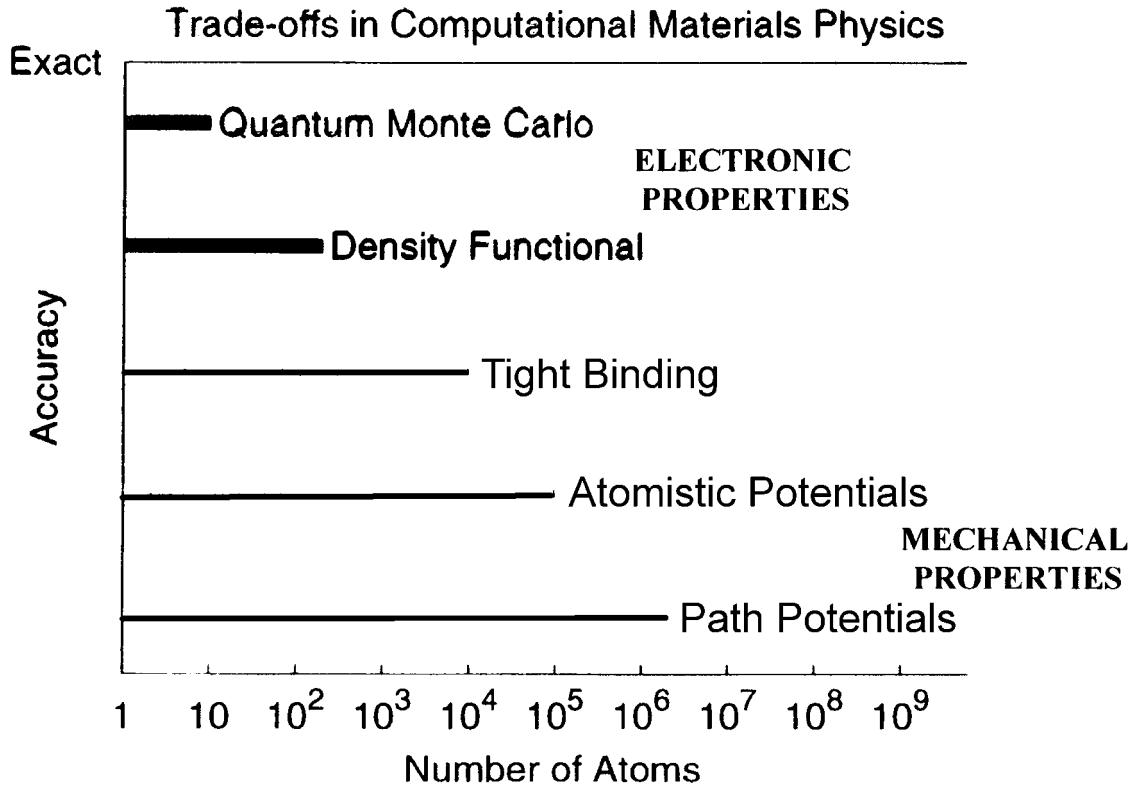 Trade-offs in Computational Materials Physics
Exact
Quantum Monte Carlo
ELECTRONIC
PROPERTIES
Density Functional
Accuracy
Tight Binding
Atomistic Potentials
MECHANICAL
PROPERTIES
Path Potentials
1 10 10² 10³ 10⁴ 10⁵ 10⁶ 10⁷ 10⁸ 10⁹
Number of Atoms